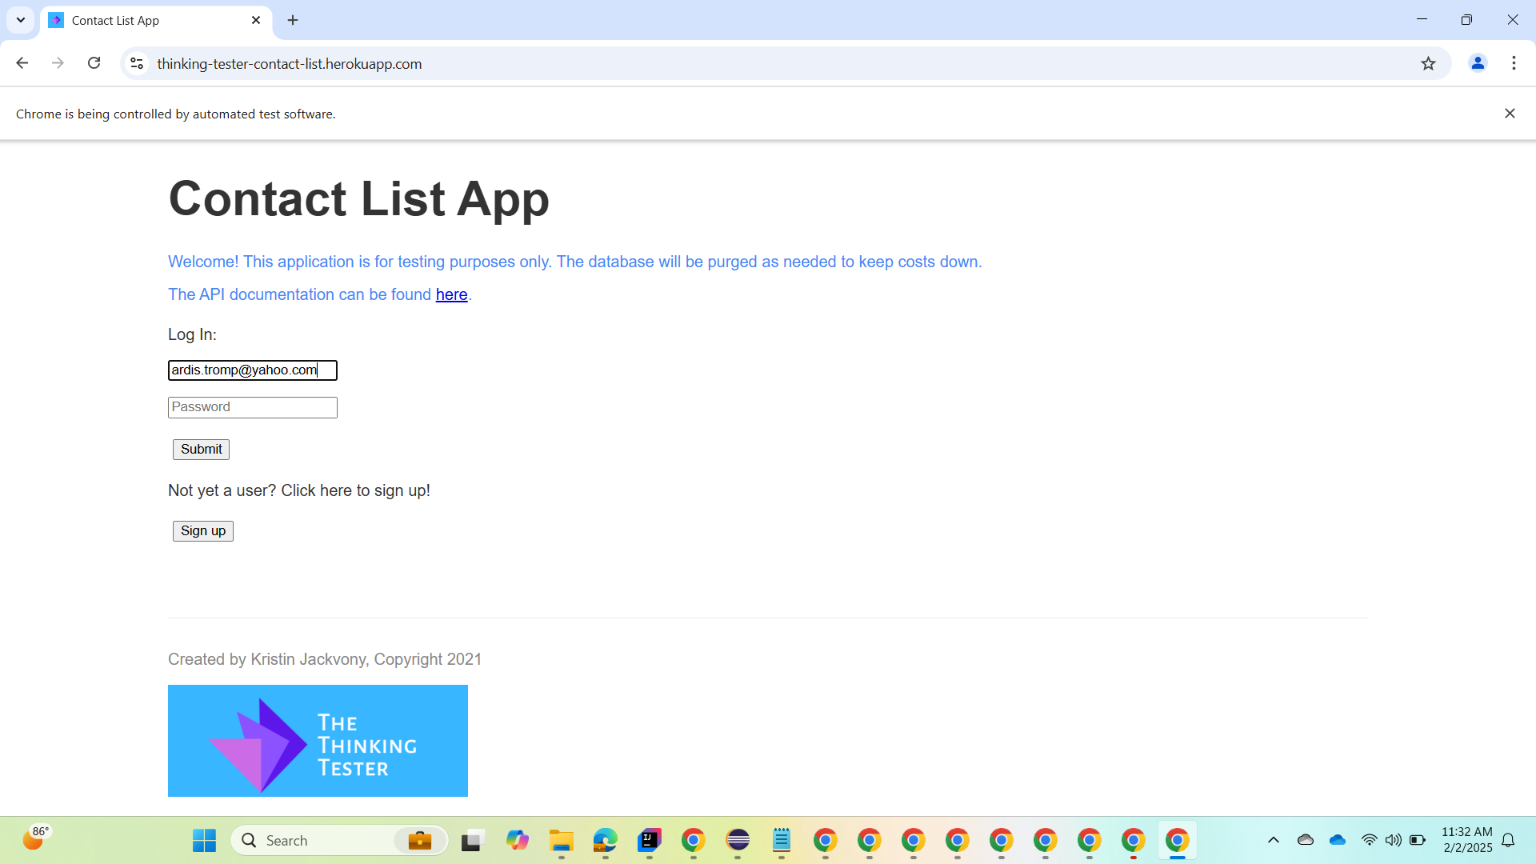 Contact List App
thinking-tester-contact-list.herokuapp.com
Chrome is being controlled by automated test software.
Contact List App
Welcome! This application is for testing purposes only. The database will be purged as needed to keep costs down.
The API documentation can be found here.
Log In:
ardis.tromp@yahoo.com
Password
Submit
Not yet a user? Click here to sign up!
Sign up
Created by Kristin Jackvony, Copyright 2021
THE
THINKING
TESTER
86°
Search
11:32 AM
2/2/2025